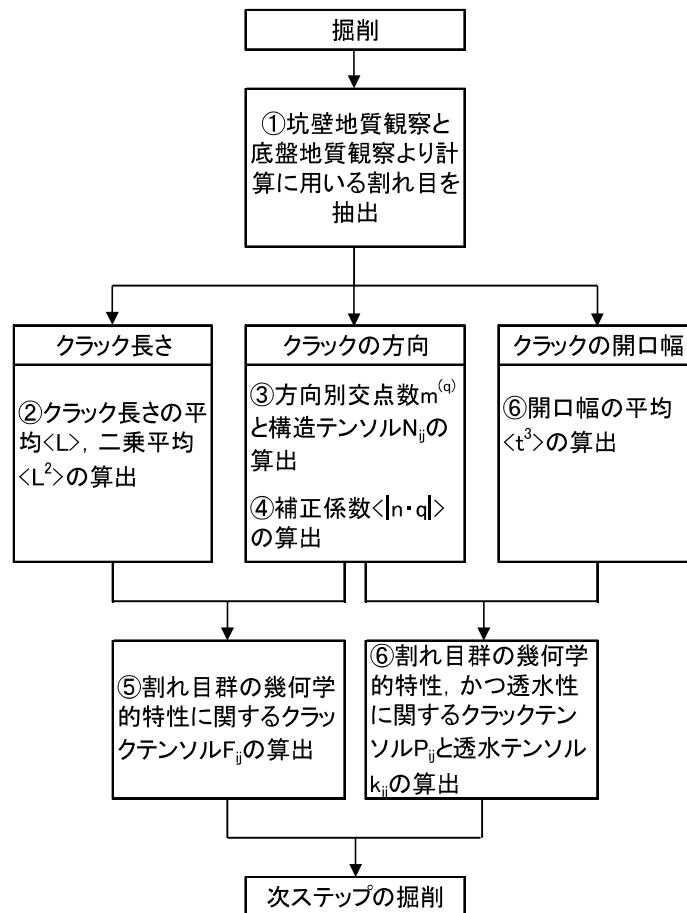 掘削
①坑壁地質観察と
底盤地質観察より計
算に用いる割れ目を
抽出
クラック長さ
②クラック長さの平
均<L>，二乗平均
<L²>の算出
クラックの方向
③方向別交点数m⁽q⁾
と構造テンソルNijの
算出
④補正係数<|n・q|>
の算出
クラックの開口幅
⑥開口幅の平均
<t³>の算出
⑤割れ目群の幾何学
的特性に関するクラッ
クテンソルFijの算出
⑥割れ目群の幾何学
的特性，かつ透水性
に関するクラックテン
ソルPijと透水テンソル
kijの算出
次ステップの掘削